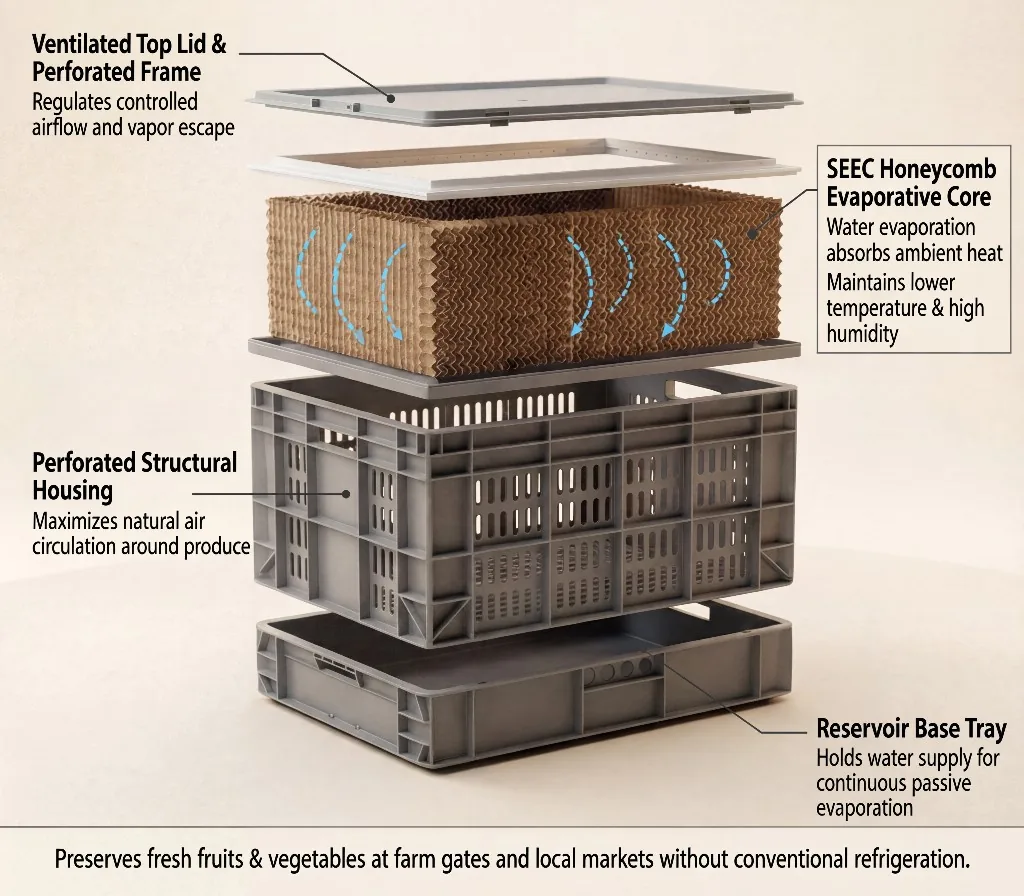 Ventilated Top Lid &
Perforated Frame
Regulates controlled
airflow and vapor escape
SEEC Honeycomb
Evaporative Core
Water evaporation
absorbs ambient heat
Maintains lower
temperature & high
humidity
Perforated Structural
Housing
Maximizes natural air
circulation around produce
Reservoir Base Tray
Holds water supply for
continuous passive
evaporation
Preserves fresh fruits & vegetables at farm gates and local markets without conventional refrigeration.